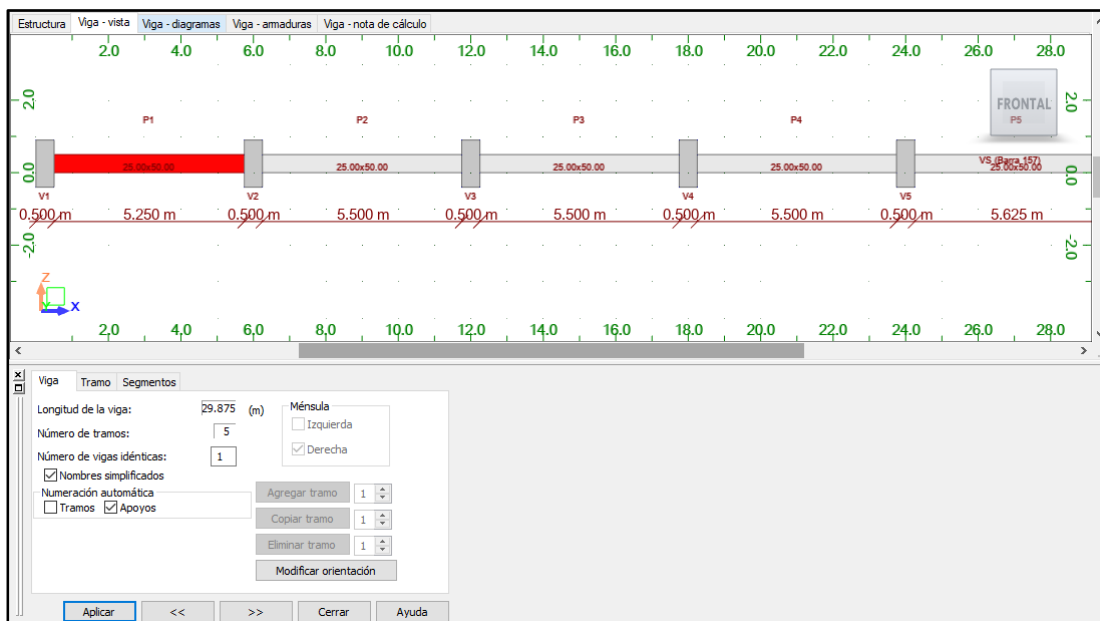 Estructura Viga - vista Viga - diagramas Viga - armaduras Viga - nota de cálculo
2.0 4.0 6.0 8.0 10.0 12.0 14.0 16.0 18.0 20.0 22.0 24.0 26.0 28.0
2.0 FRONTAL 2.0
P1 P2 P3 P4 P5
VS (Barra 157)
0.0 25.00x50.00 25.00x50.00 25.00x50.00 25.00x50.00 25.00x50.00 0.0
V1 V2 V3 V4 V5
0.500 m 5.250 m 0.500 m 5.500 m 0.500 m 5.500 m 0.500 m 5.500 m 0.500 m 5.625 m
-2.0 -2.0
Z
Y X
2.0 4.0 6.0 8.0 10.0 12.0 14.0 16.0 18.0 20.0 22.0 24.0 26.0 28.0
Viga Tramo Segmentos
Longitud de la viga: 29.875 (m) Ménsula
Izquierda
Número de tramos: 5
Derecha
Número de vigas idénticas: 1
Nombres simplificados
Numeración automática Agregar tramo 1
Tramos Apoyos
Copiar tramo 1
Eliminar tramo 1
Modificar orientación
Aplicar << >> Cerrar Ayuda